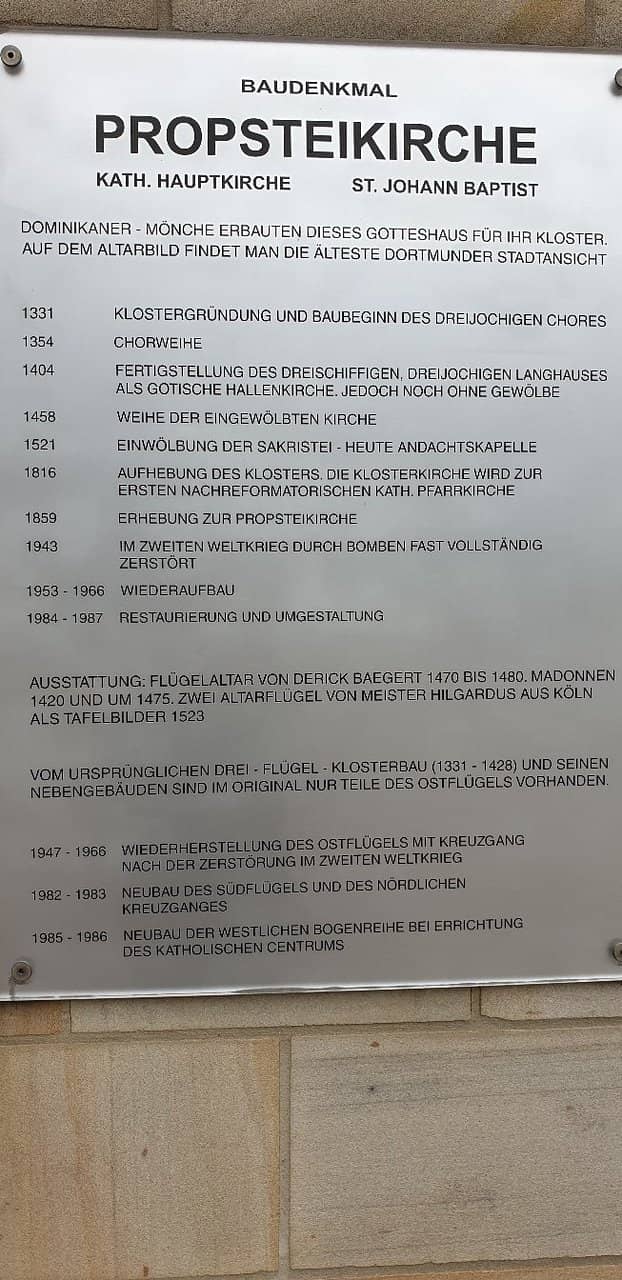 BAUDENKMAL
PROPSTEIKIRCHE
KATH. HAUPTKIRCHE ST. JOHANN BAPTIST
DOMINIKANER - MÖNCHE ERBAUTEN DIESES GOTTESHAUS FÜR IHR KLOSTER.
AUF DEM ALTARBILD FINDET MAN DIE ÄLTESTE DORTMUNDER STADTANSICHT
1331 KLOSTERGRÜNDUNG UND BAUBEGINN DES DREIJOCHIGEN CHORES
1354 CHORWEIHE
1404 FERTIGSTELLUNG DES DREISCHIFFIGEN, DREIJOCHIGEN LANGHAUSES
ALS GOTISCHE HALLENKIRCHE. JEDOCH NOCH OHNE GEWÖLBE
1458 WEIHE DER EINGEWÖLBTEN KIRCHE
1521 EINWÖLBUNG DER SAKRISTEI - HEUTE ANDACHTSKAPELLE
1816 AUFHEBUNG DES KLOSTERS. DIE KLOSTERKIRCHE WIRD ZUR
ERSTEN NACHREFORMATORISCHEN KATH. PFARRKIRCHE
1859 ERHEBUNG ZUR PROPSTEIKIRCHE
1943 IM ZWEITEN WELTKRIEG DURCH BOMBEN FAST VOLLSTÄNDIG
ZERSTÖRT
1953 - 1966 WIEDERAUFBAU
1984 - 1987 RESTAURIERUNG UND UMGESTALTUNG
AUSSTATTUNG: FLÜGELALTAR VON DERICK BAEGERT 1470 BIS 1480. MADONNEN
1420 UND UM 1475. ZWEI ALTARFLÜGEL VON MEISTER HILGARDUS AUS KÖLN
ALS TAFELBILDER 1523
VOM URSPRÜNGLICHEN DREI - FLÜGEL - KLOSTERBAU (1331 - 1428) UND SEINEN
NEBENGEBÄUDEN SIND IM ORIGINAL NUR TEILE DES OSTFLÜGELS VORHANDEN.
1947 - 1966 WIEDERHERSTELLUNG DES OSTFLÜGELS MIT KREUZGANG
NACH DER ZERSTÖRUNG IM ZWEITEN WELTKRIEG
1982 - 1983 NEUBAU DES SÜDFLÜGELS UND DES NÖRDLICHEN
KREUZGANGES
1985 - 1986 NEUBAU DER WESTLICHEN BOGENREIHE BEI ERRICHTUNG
DES KATHOLISCHEN CENTRUMS